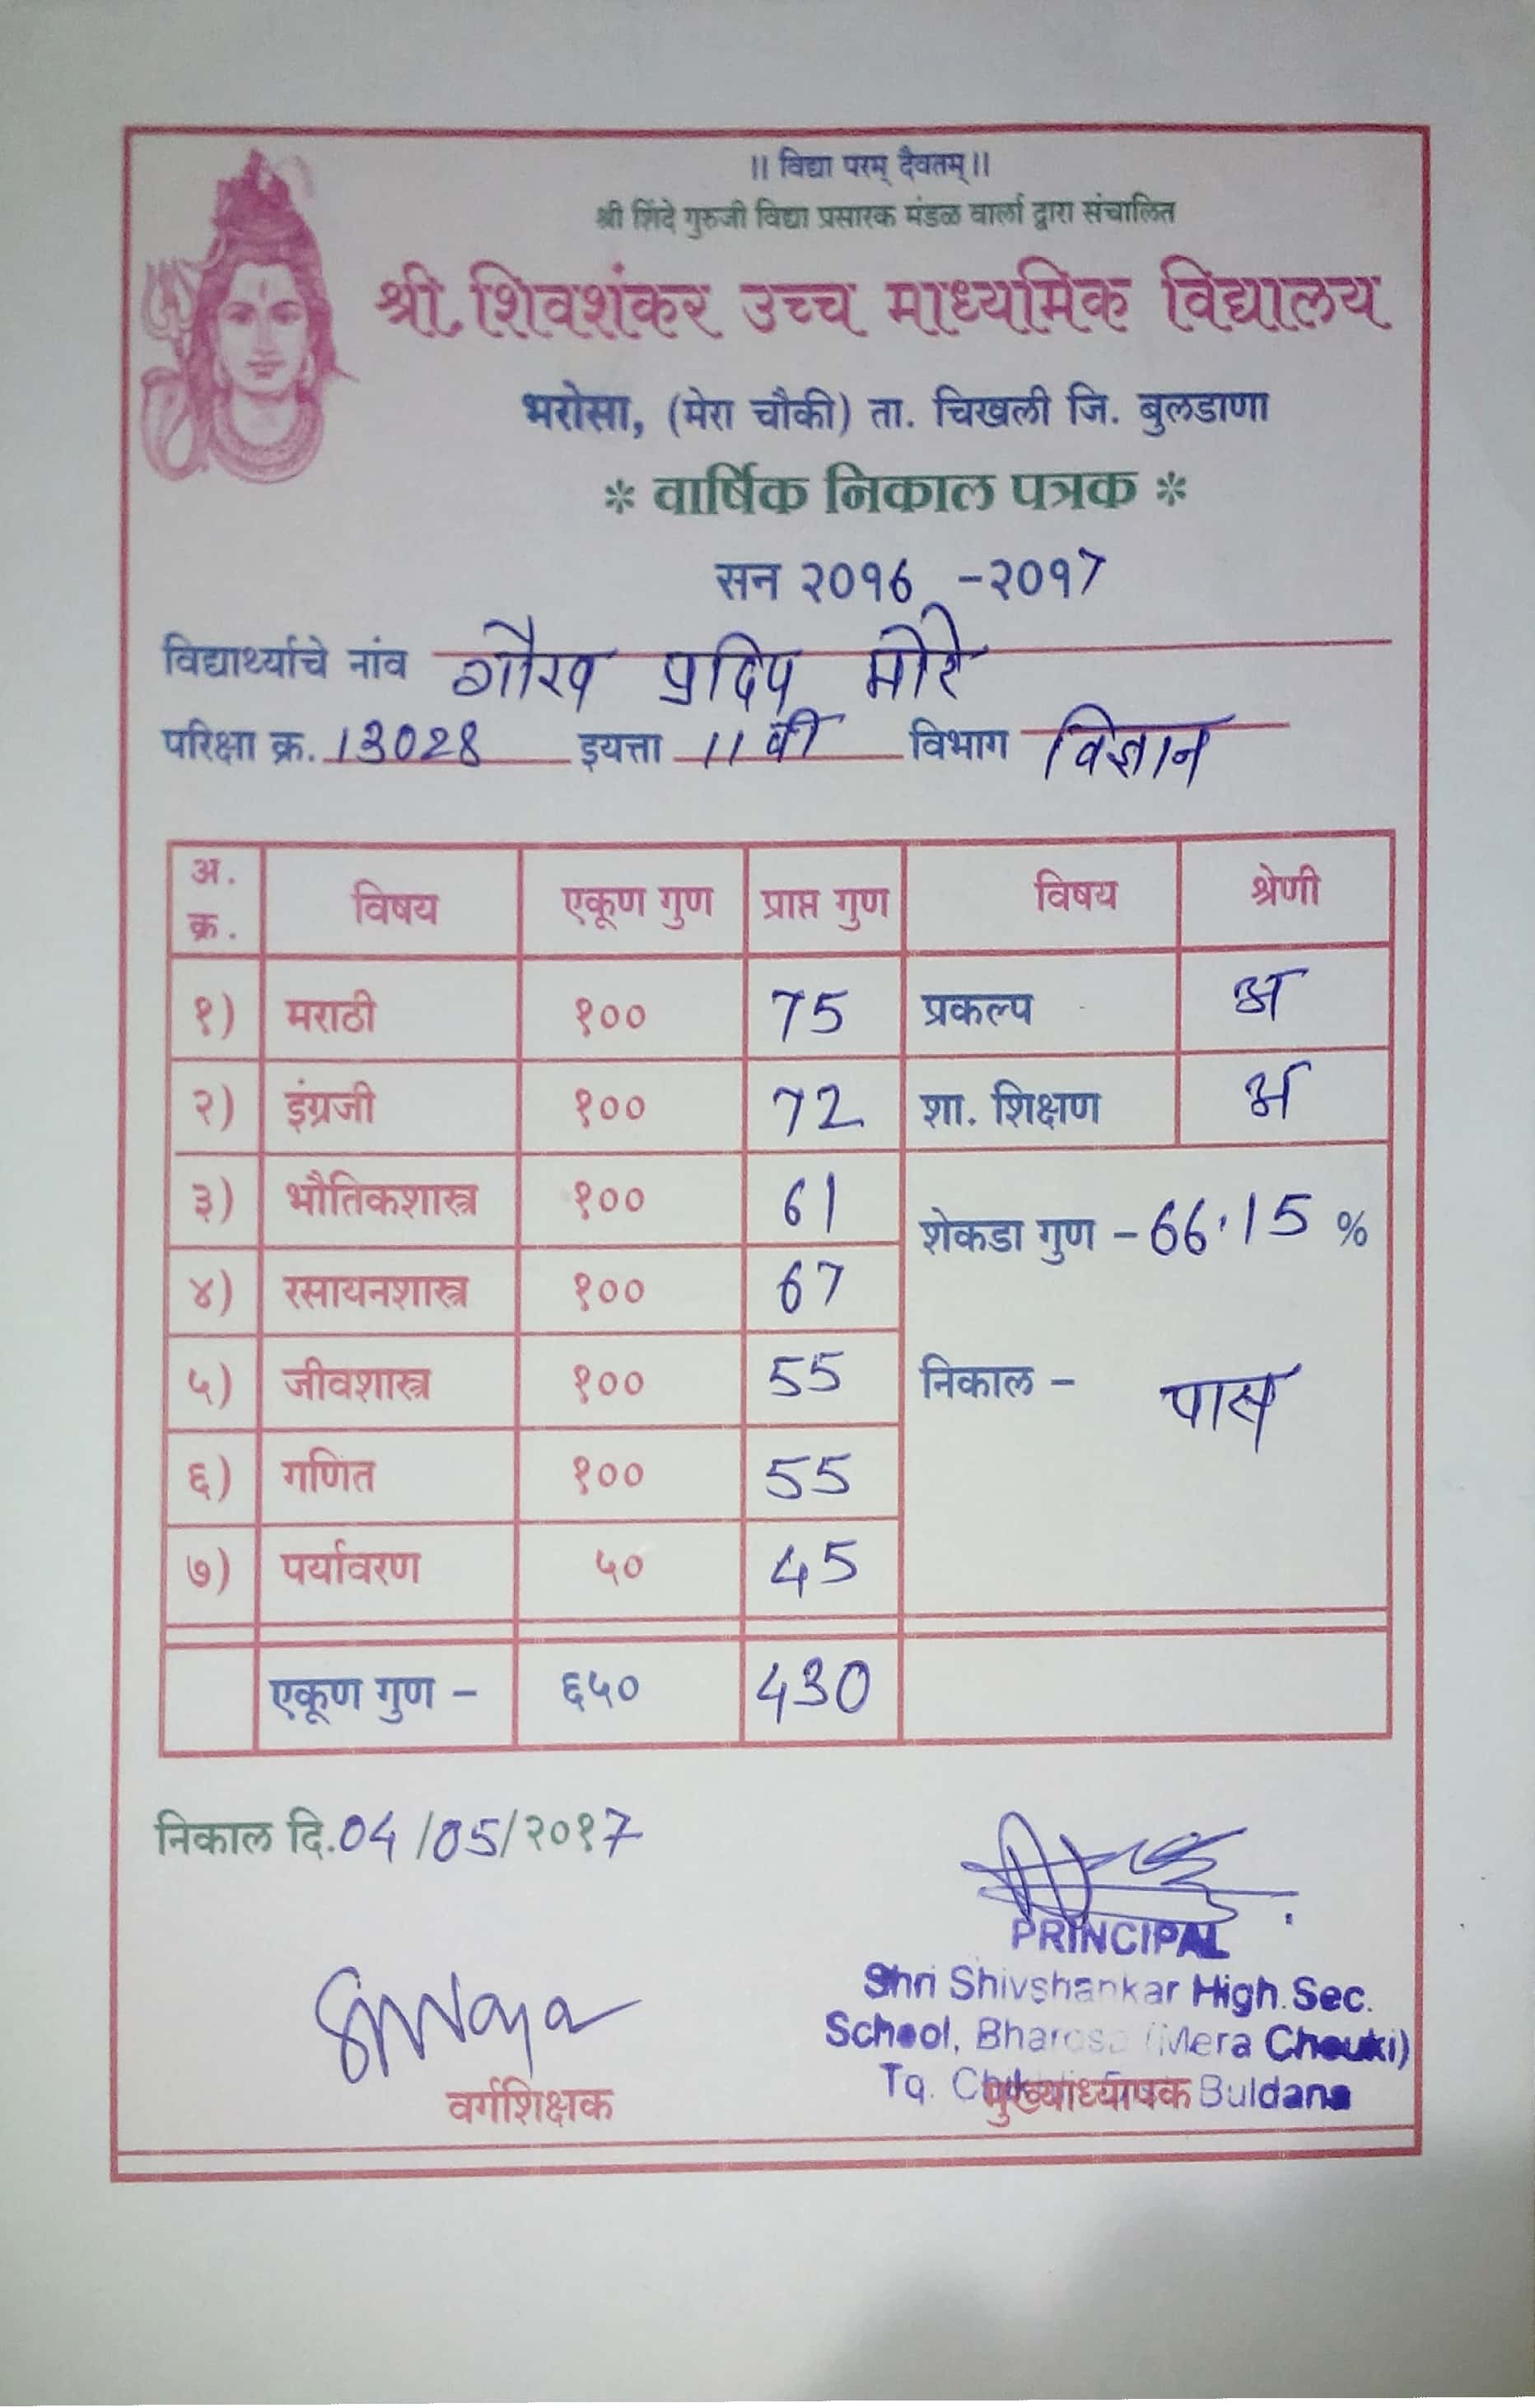 ॥ विद्या परम् दैवतम् ॥
श्री शिंदे गुरुजी विद्या प्रसारक मंडळ वार्ला द्वारा संचालित
श्री. शिवशंकर उच्च माध्यमिक विद्यालय
भरोसा, (मेरा चौकी) ता. चिखली जि. बुलडाणा
* वार्षिक निकाल पत्रक *
सन २०१6 -२०१7
विद्यार्थ्याचे नांव गौरव प्रदिप मोरे
परिक्षा क्र. 13028 इयत्ता 11 वी विभाग विज्ञान
अ. क्र. विषय एकूण गुण प्राप्त गुण विषय श्रेणी
१) मराठी १०० 75 प्रकल्प अ
२) इंग्रजी १०० 72 शा. शिक्षण अ
३) भौतिकशास्त्र १०० 61 शेकडा गुण - 66.15 %
४) रसायनशास्त्र १०० 67
५) जीवशास्त्र १०० 55 निकाल - पास
६) गणित १०० 55
७) पर्यावरण ५० 45
एकूण गुण - ६५० 430
निकाल दि. 04/05/२०१7
PRINCIPAL
Shri Shivshankar High. Sec.
School, Bharosa (Mera Chouki)
Tq. Buldana
वर्गशिक्षक मुख्याध्यापक